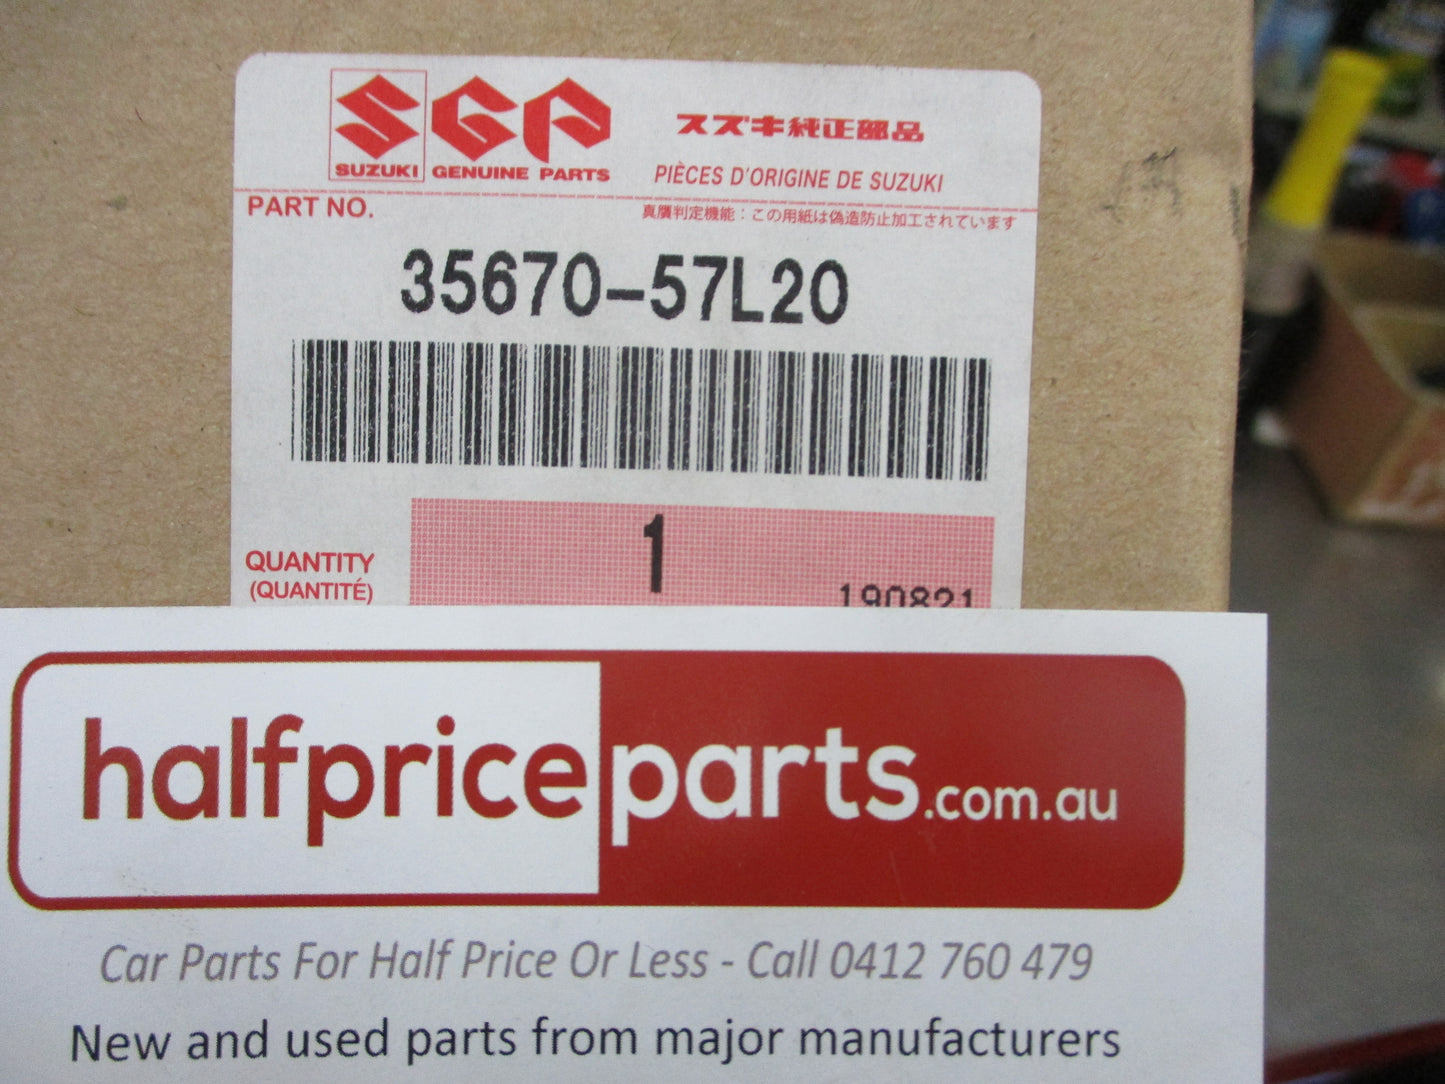 SGP
SUZUKI GENUINE PARTS
スズキ純正部品
PIÈCES D'ORIGINE DE SUZUKI
PART NO.
真贋判定機能：この用紙は偽造防止加工されています
35670-57L20
QUANTITY
(QUANTITÉ)
1
190821
halfpriceparts.com.au
Car Parts For Half Price Or Less - Call 0412 760 479
New and used parts from major manufacturers